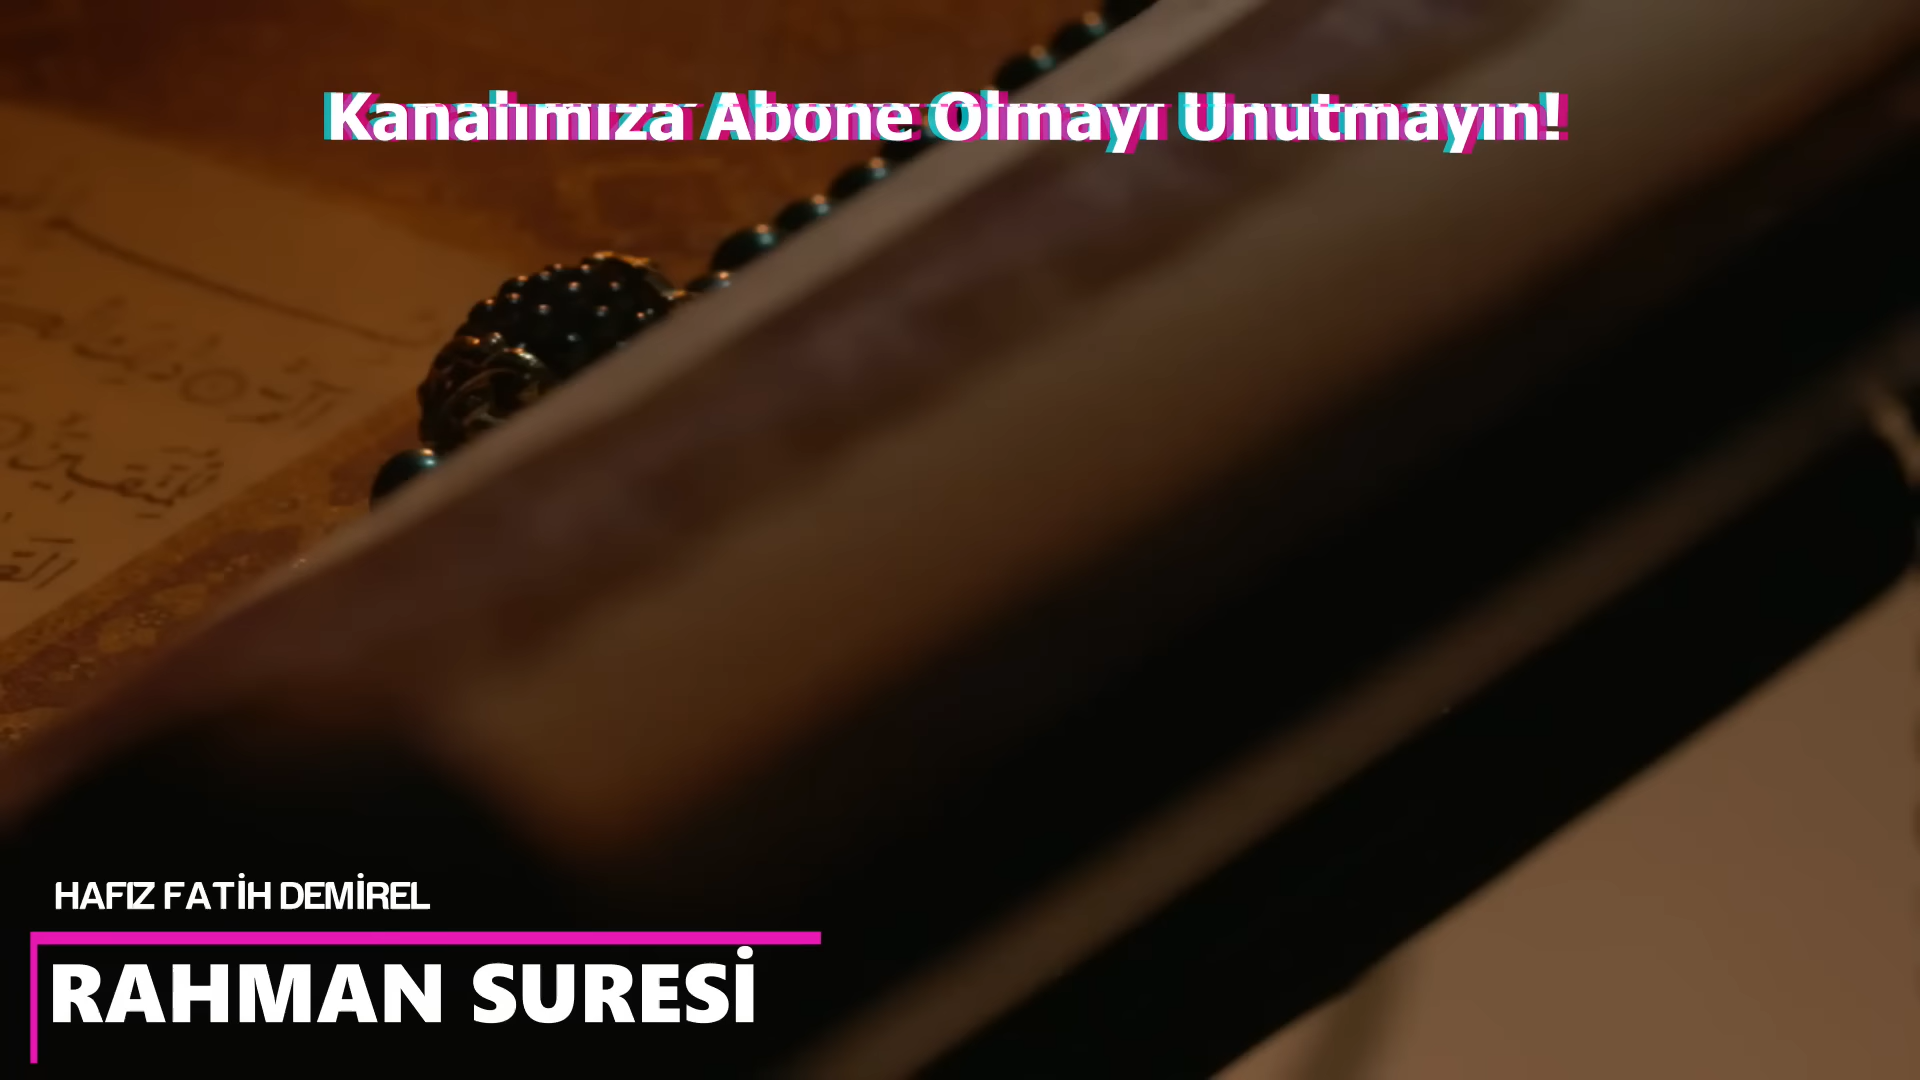 Kanalımıza Abone Olmayı Unutmayın!
HAFIZ FATİH DEMİREL
RAHMAN SURESİ